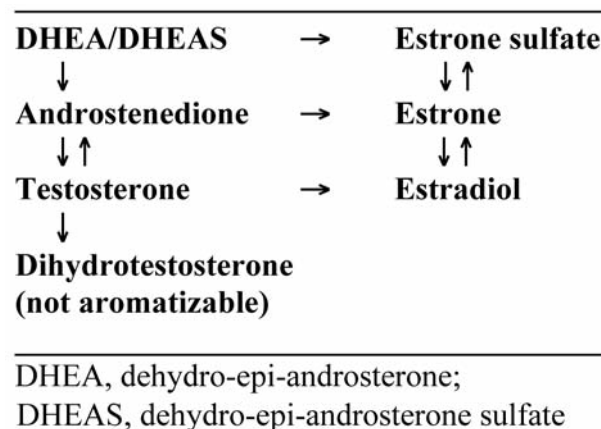 DHEA/DHEAS → Estrone sulfate
↓ ↓ ↑
Androstenedione → Estrone
↓ ↑ ↓ ↑
Testosterone → Estradiol
↓
Dihydrotestosterone
(not aromatizable)
DHEA, dehydro-epi-androsterone;
DHEAS, dehydro-epi-androsterone sulfate